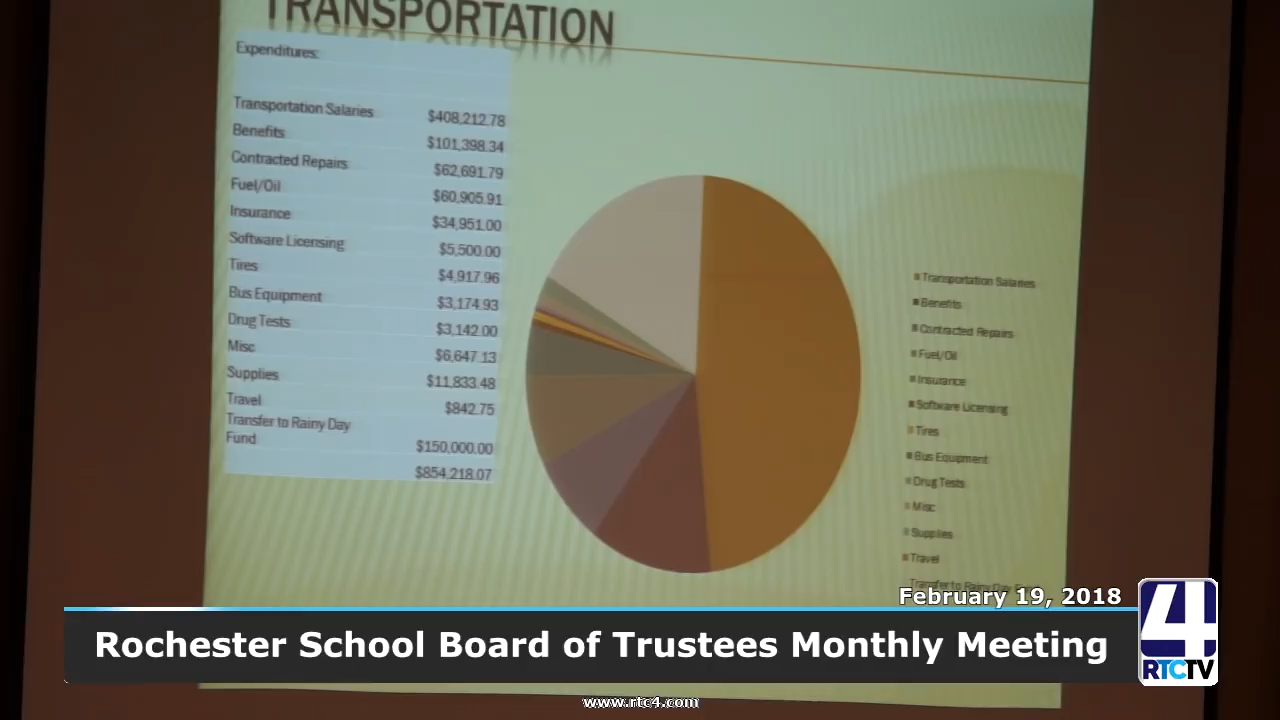 TRANSPORTATION
Expenditures:
Transportation Salaries $408,212.78
Benefits $101,398.34
Contracted Repairs $62,691.79
Fuel/Oil $60,905.91
Insurance $34,951.00
Software Licensing $5,500.00
Tires $4,917.96
Bus Equipment $3,174.93
Drug Tests $3,142.00
Misc $6,647.13
Supplies $11,833.48
Travel $842.75
Transfer to Rainy Day
Fund $150,000.00
$854,218.07
Transportation Salaries
Benefits
Contracted Repairs
Fuel/Oil
Insurance
Software Licensing
Tires
Bus Equipment
Drug Tests
Misc
Supplies
Travel
Transfer to Rainy Day
February 19, 2018
Rochester School Board of Trustees Monthly Meeting
4
RTCTV
www.rtc4.com